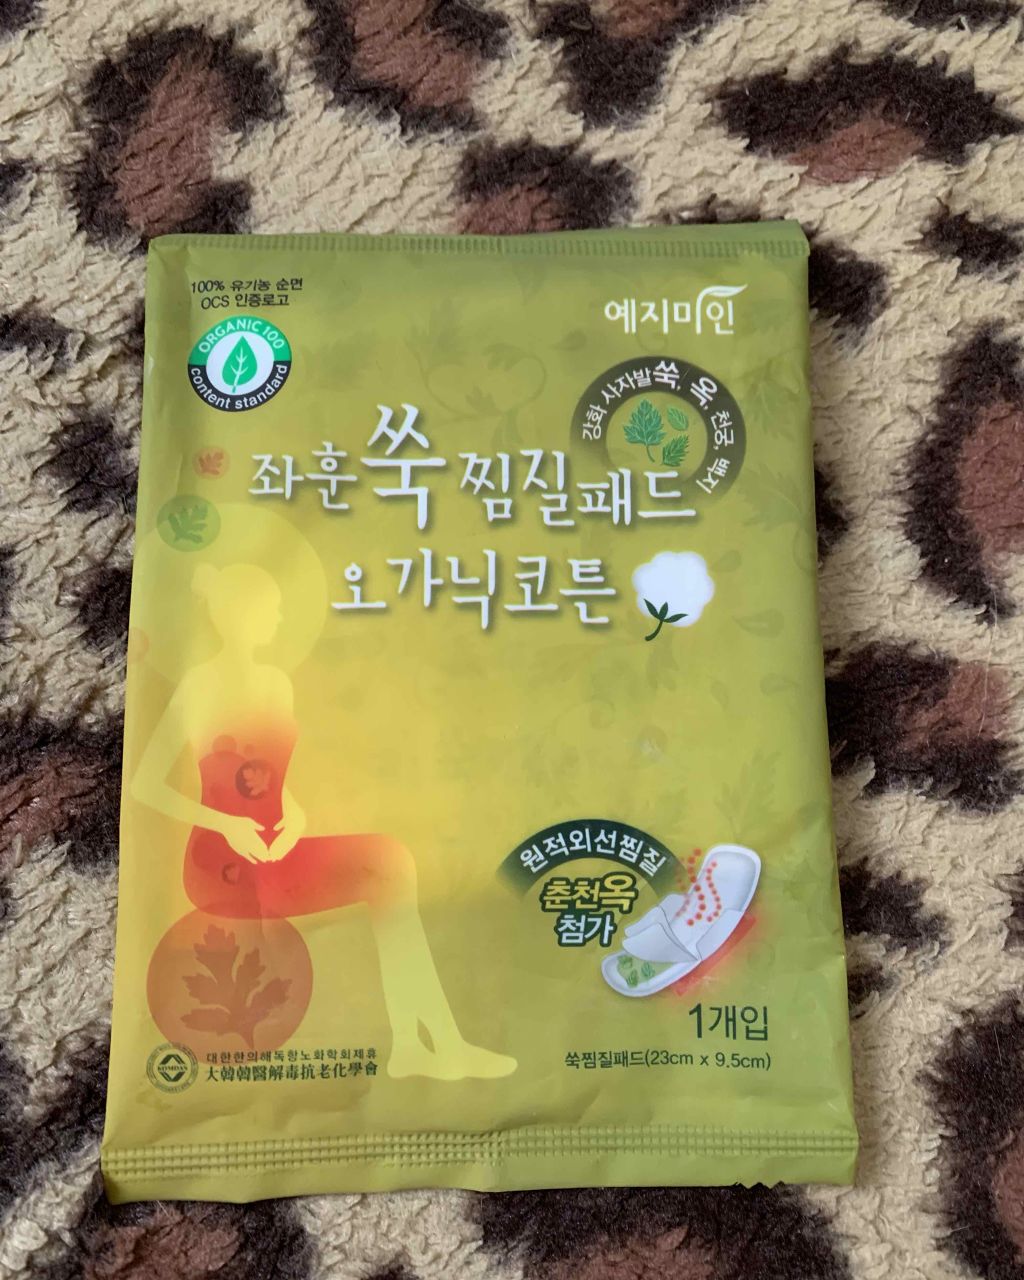 100% 유기농 순면
OCS 인증로고
ORGANIC 100
content standard
예지미인
강화 사자발쑥, 옥, 천궁, 백지
좌훈쑥찜질패드
오가닉코튼
원적외선찜질
춘천옥
첨가
1개입
쑥찜질패드(23cm x 9.5cm)
대한한의해독항노화학회제휴
大韓韓醫解毒抗老化學會